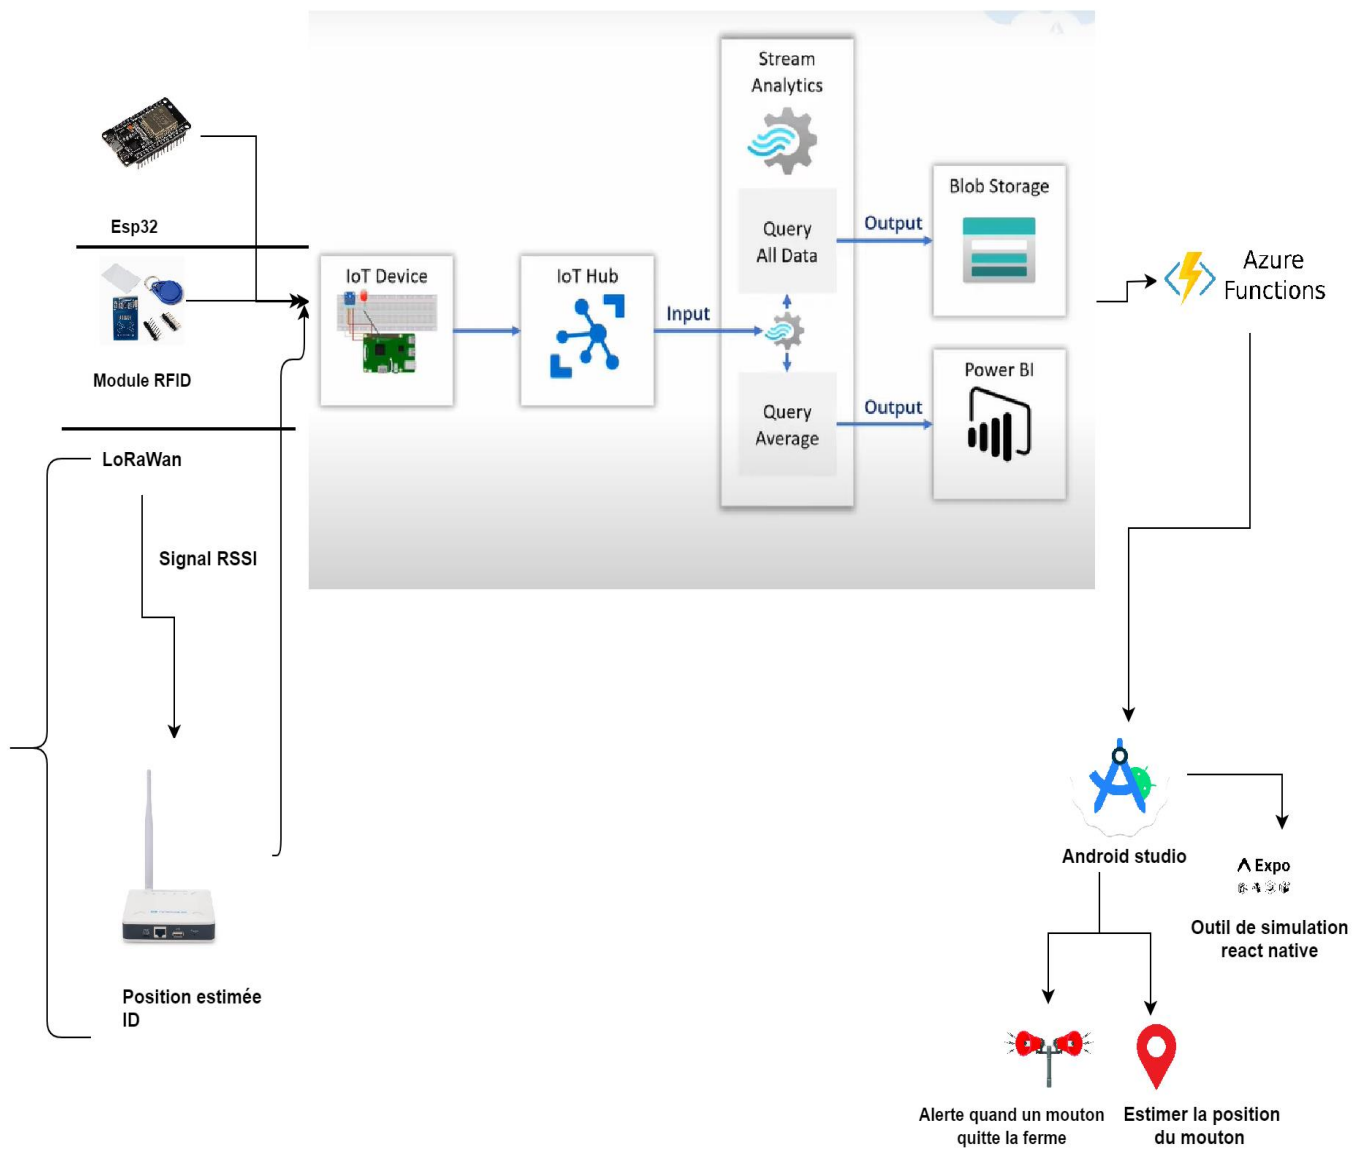 Stream
Analytics
Esp32
Module RFID
LoRaWan
Signal RSSI
Position estimée
ID
IoT Device
IoT Hub
Input
Query
All Data
Query
Average
Output
Output
Blob Storage
Power BI
Azure
Functions
Android studio
Expo
Outil de simulation
react native
Alerte quand un mouton
quitte la ferme
Estimer la position
du mouton